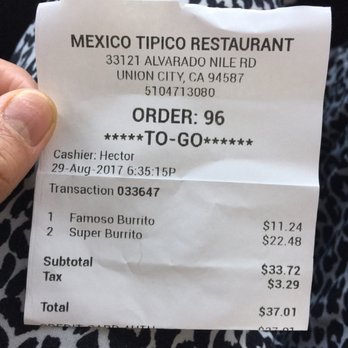 MEXICO TIPICO RESTAURANT
33121 ALVARADO NILE RD
UNION CITY, CA 94587
5104713080
ORDER: 96
*****TO-GO******
Cashier: Hector
29-Aug-2017 6:35:15P
Transaction 033647
1 Famoso Burrito $11.24
2 Super Burrito $22.48
Subtotal $33.72
Tax $3.29
Total $37.01